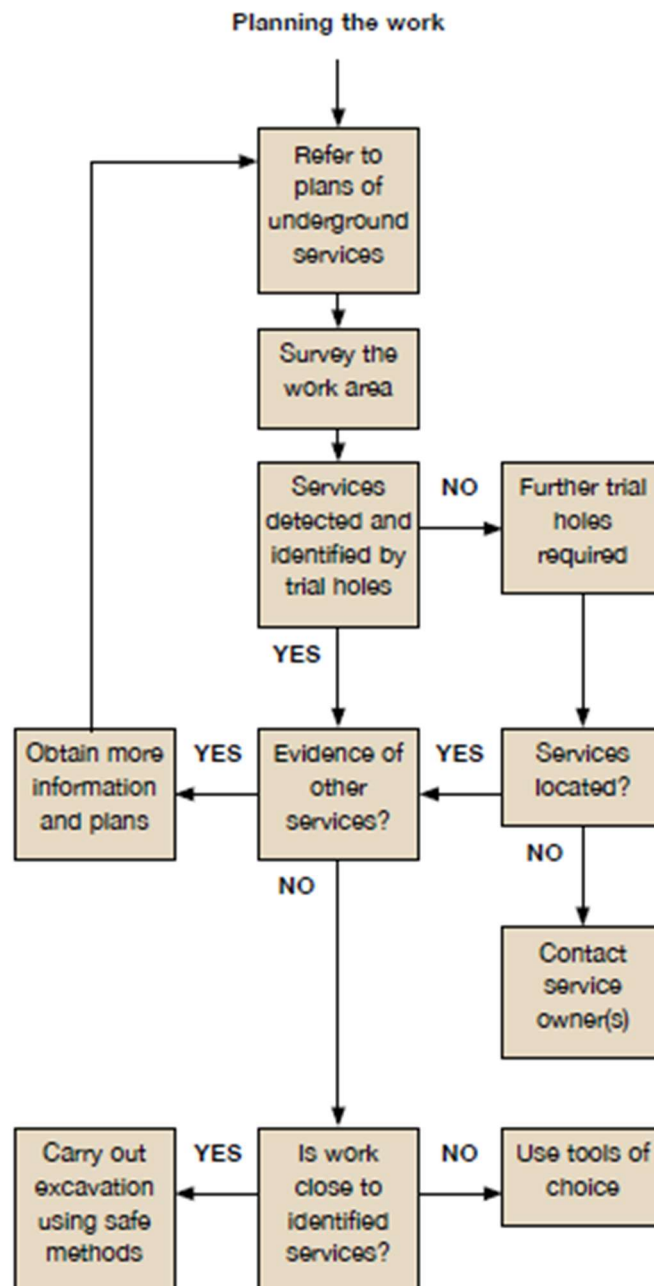 Planning the work
Refer to
plans of
underground
services
Survey the
work area
Services
detected and
identified by
trial holes
NO
Further trial
holes
required
YES
Obtain more
information
and plans
YES
Evidence of
other
services?
YES
Services
located?
NO
NO
Contact
service
owner(s)
Carry out
excavation
using safe
methods
YES
Is work
close to
identified
services?
NO
Use tools of
choice